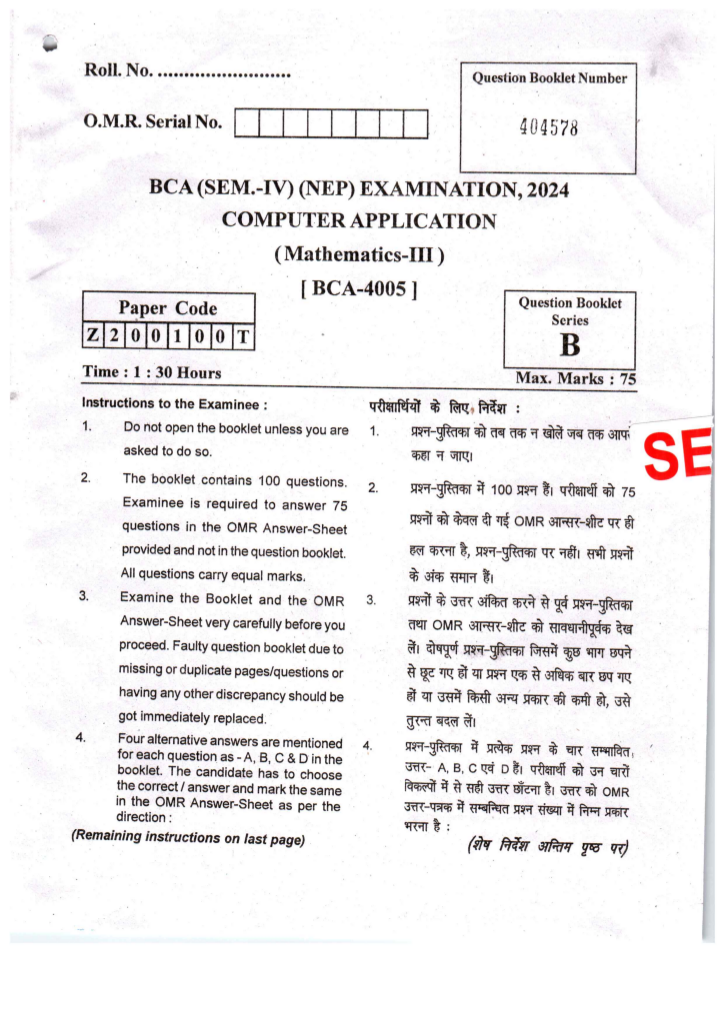 Roll. No. ..........................
Question Booklet Number
O.M.R. Serial No.
404578
BCA (SEM.-IV) (NEP) EXAMINATION, 2024
COMPUTER APPLICATION
(Mathematics-III )
[ BCA-4005 ]
Paper Code
Z 2 0 0 1 0 0 T
Question Booklet
Series
B
Time : 1 : 30 Hours
Max. Marks : 75
Instructions to the Examinee :
1. Do not open the booklet unless you are
asked to do so.
2. The booklet contains 100 questions.
Examinee is required to answer 75
questions in the OMR Answer-Sheet
provided and not in the question booklet.
All questions carry equal marks.
3. Examine the Booklet and the OMR
Answer-Sheet very carefully before you
proceed. Faulty question booklet due to
missing or duplicate pages/questions or
having any other discrepancy should be
got immediately replaced.
4. Four alternative answers are mentioned
for each question as - A, B, C & D in the
booklet. The candidate has to choose
the correct / answer and mark the same
in the OMR Answer-Sheet as per the
direction :
(Remaining instructions on last page)
परीक्षार्थियों के लिए, निर्देश :
1. प्रश्न-पुस्तिका को तब तक न खोलें जब तक आपसे
कहा न जाए।
2. प्रश्न-पुस्तिका में 100 प्रश्न हैं। परीक्षार्थी को 75
प्रश्नों को केवल दी गई OMR आन्सर-शीट पर ही
हल करना है, प्रश्न-पुस्तिका पर नहीं। सभी प्रश्नों
के अंक समान हैं।
3. प्रश्नों के उत्तर अंकित करने से पूर्व प्रश्न-पुस्तिका
तथा OMR आन्सर-शीट को सावधानीपूर्वक देख
लें। दोषपूर्ण प्रश्न-पुस्तिका जिसमें कुछ भाग छपने
से छूट गए हों या प्रश्न एक से अधिक बार छप गए
हों या उसमें किसी अन्य प्रकार की कमी हो, उसे
तुरन्त बदल लें।
4. प्रश्न-पुस्तिका में प्रत्येक प्रश्न के चार सम्भावित
उत्तर- A, B, C एवं D हैं। परीक्षार्थी को उन चारों
विकल्पों में से सही उत्तर छाँटना है। उत्तर को OMR
उत्तर-पत्रक में सम्बन्धित प्रश्न संख्या में निम्न प्रकार
भरना है :
(शेष निर्देश अन्तिम पृष्ठ पर)
SE